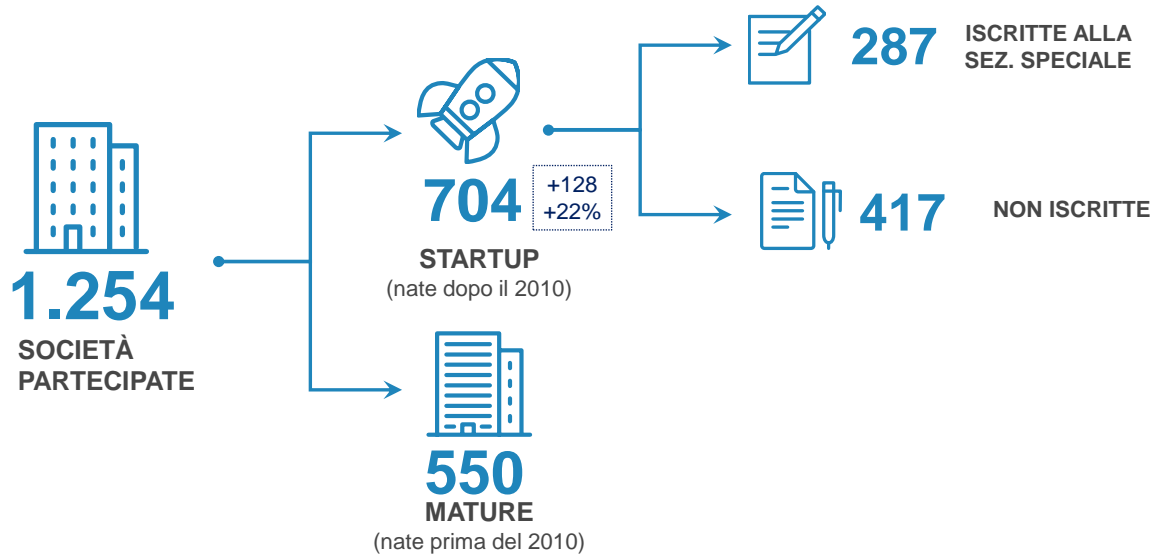 1.254
SOCIETÀ
PARTECIPATE
704
+128
+22%
STARTUP
(nate dopo il 2010)
550
MATURE
(nate prima del 2010)
287
ISCRITTE ALLA
SEZ. SPECIALE
417
NON ISCRITTE